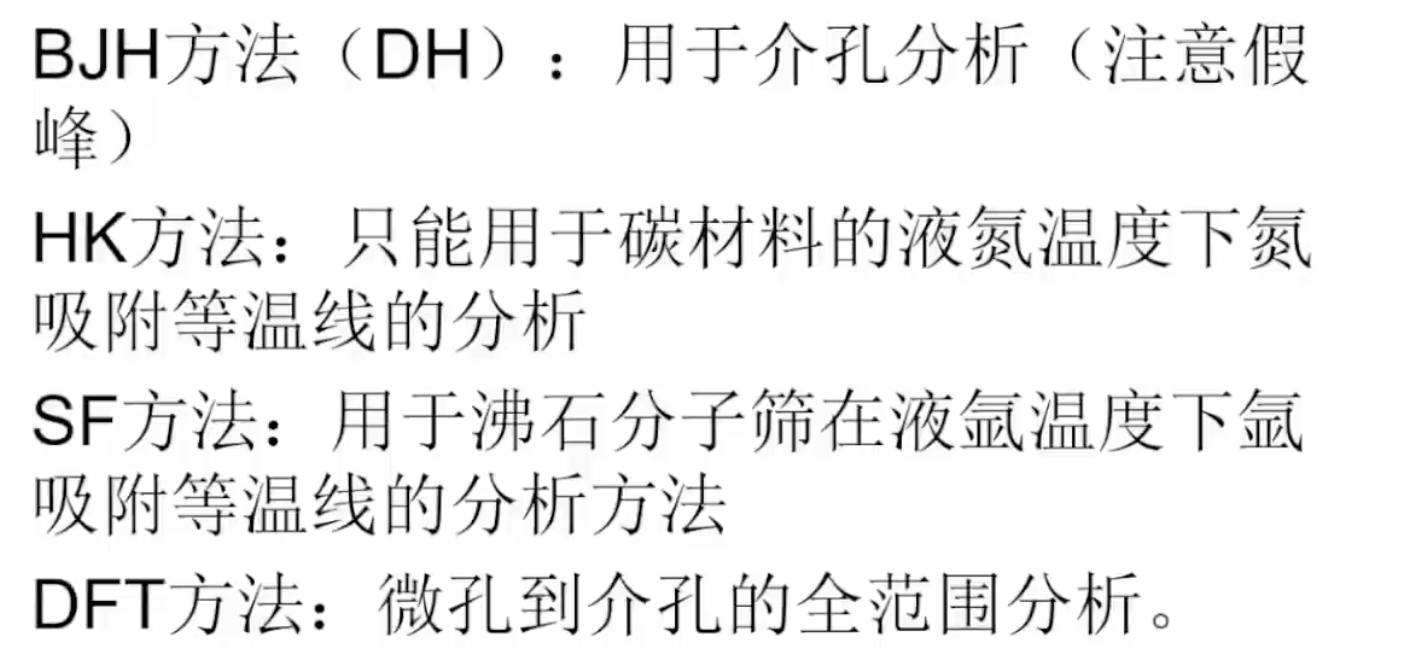 BJH方法（DH）：用于介孔分析（注意假
峰）
HK方法：只能用于碳材料的液氮温度下氮
吸附等温线的分析
SF方法：用于沸石分子筛在液氩温度下氩
吸附等温线的分析方法
DFT方法：微孔到介孔的全范围分析。